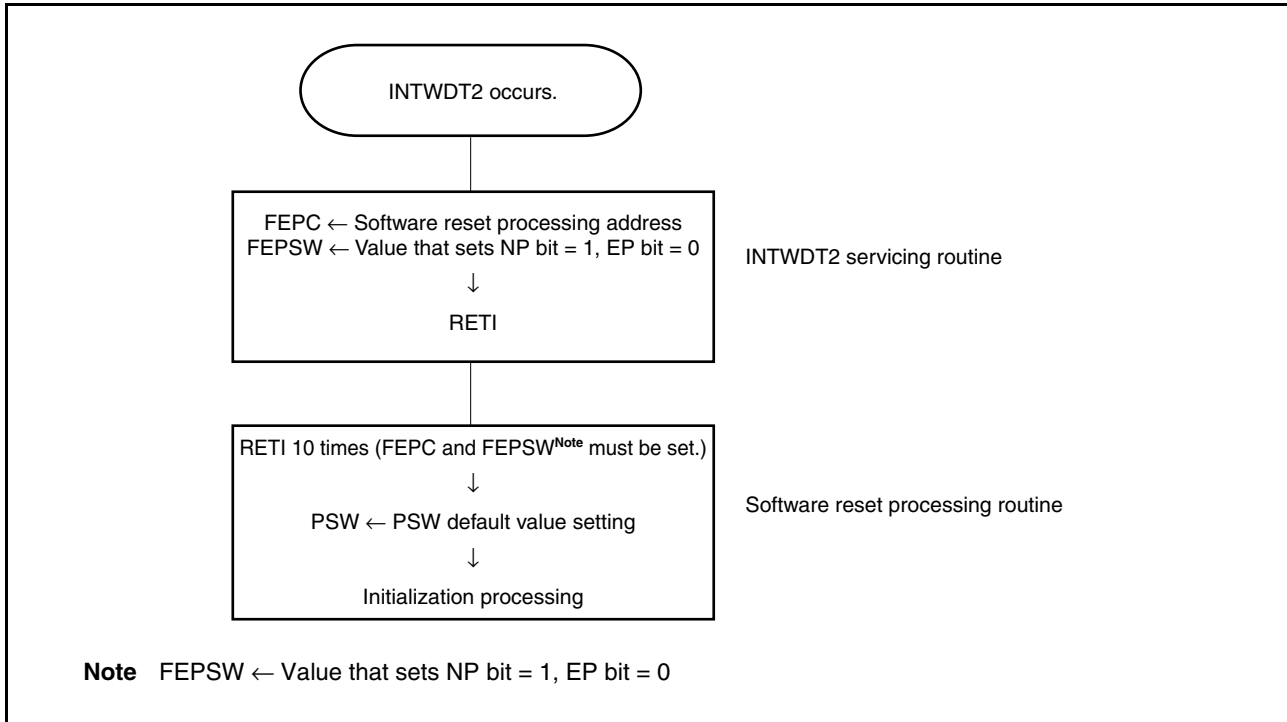 INTWDT2 occurs.
FEPC ← Software reset processing address
FEPSW ← Value that sets NP bit = 1, EP bit = 0
↓
RETI
INTWDT2 servicing routine
RETI 10 times (FEPC and FEPSWNote must be set.)
↓
PSW ← PSW default value setting
↓
Initialization processing
Software reset processing routine
Note FEPSW ← Value that sets NP bit = 1, EP bit = 0